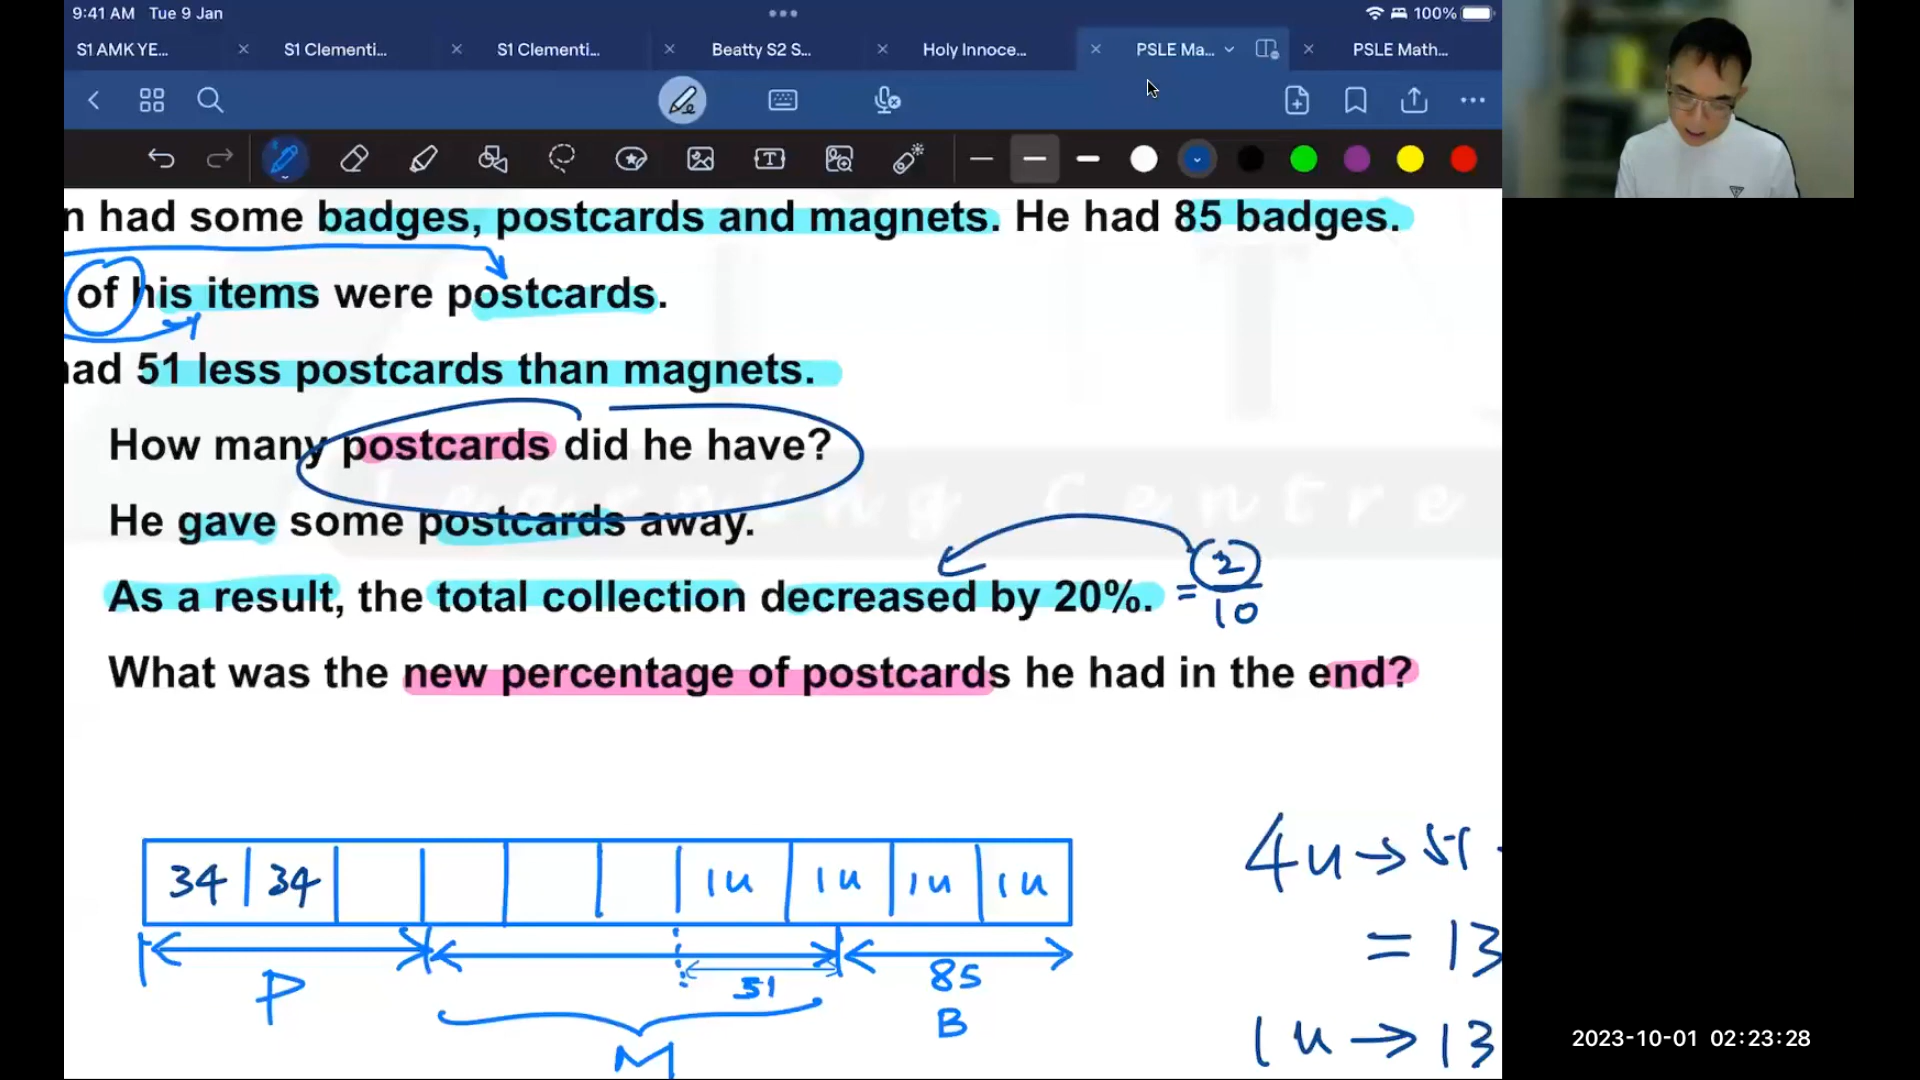 9:41 AM Tue 9 Jan
100%
S1 AMK YE...
S1 Clementi...
S1 Clementi...
Beatty S2 S...
Holy Innoce...
PSLE Ma...
PSLE Math...
n had some badges, postcards and magnets. He had 85 badges.
of his items were postcards.
had 51 less postcards than magnets.
How many postcards did he have?
Learning Centre
He gave some postcards away.
As a result, the total collection decreased by 20%. = 2/10
What was the new percentage of postcards he had in the end?
34 34 1u 1u 1u 1u
4u → 51
= 13
1u → 13
P
51
85
B
M
2023-10-01 02:23:28